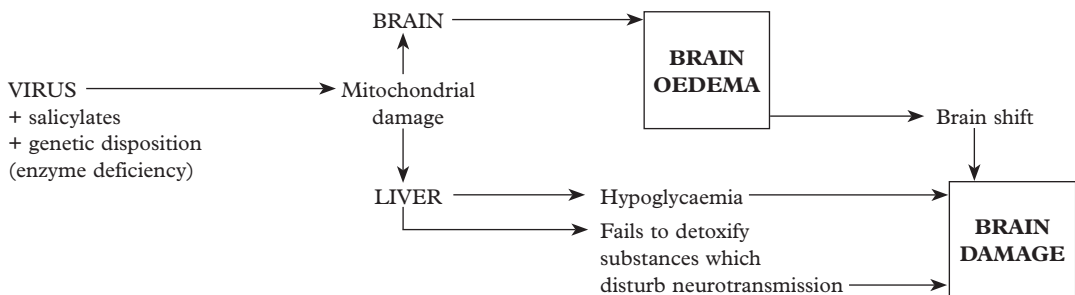 BRAIN
BRAIN
OEDEMA
VIRUS
+ salicylates
+ genetic disposition
(enzyme deficiency)
Mitochondrial
damage
Brain shift
LIVER
Hypoglycaemia
Fails to detoxify
substances which
disturb neurotransmission
BRAIN
DAMAGE